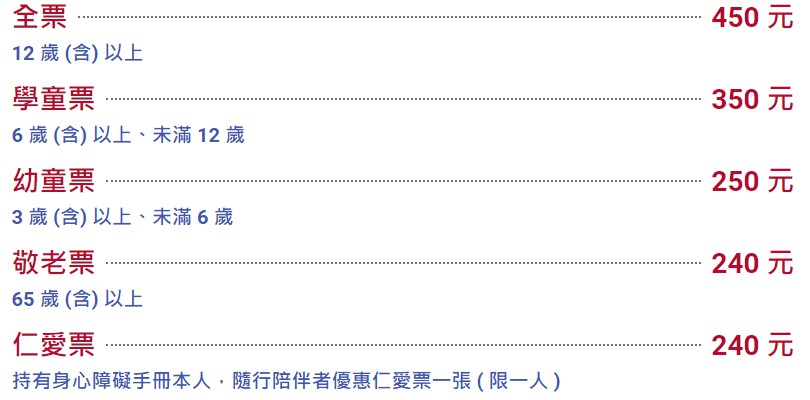 全票 450 元
12 歲 (含) 以上
學童票 350 元
6 歲 (含) 以上、未滿 12 歲
幼童票 250 元
3 歲 (含) 以上、未滿 6 歲
敬老票 240 元
65 歲 (含) 以上
仁愛票 240 元
持有身心障礙手冊本人，隨行陪伴者優惠仁愛票一張 ( 限一人 )